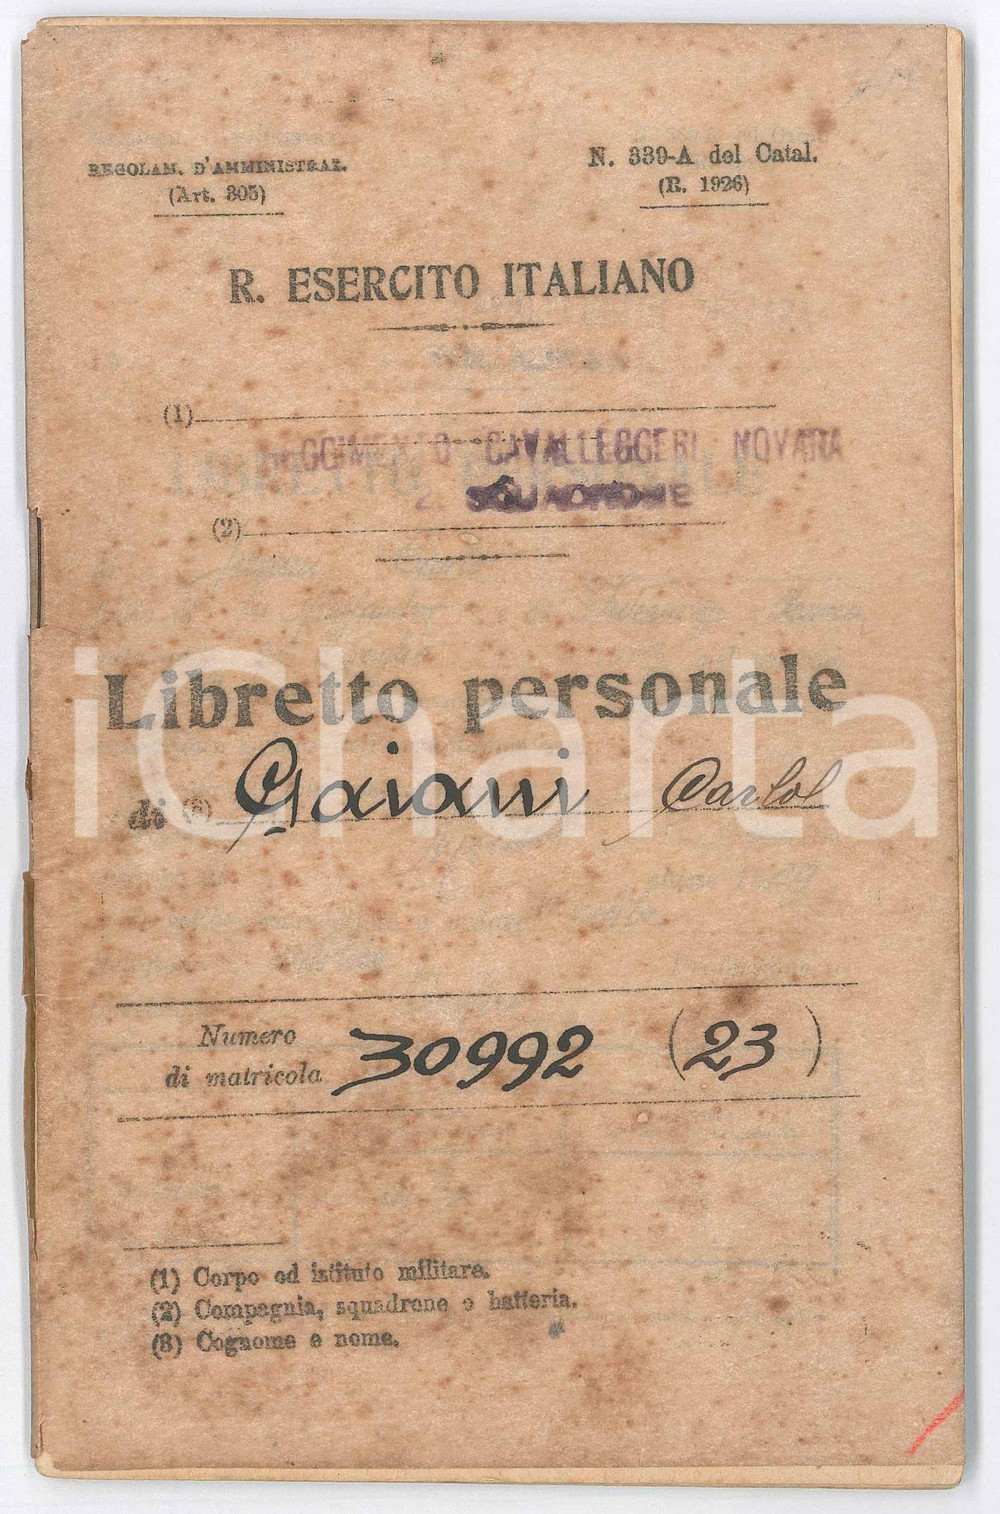 REGOLAM. D'AMMINISTRAZ.
(Art. 305)
N. 339-A del Catal.
(R. 1926)
R. ESERCITO ITALIANO
(1)
REGGIMENTO CAVALLEGGERI NOVARA
2. SQUADRONE
(2)
Libretto personale
di (3) Gaiani Carlo
Numero
di matricola 30992 (23)
(1) Corpo od istituto militare.
(2) Compagnia, squadrone o batteria.
(3) Cognome e nome.
iCharta